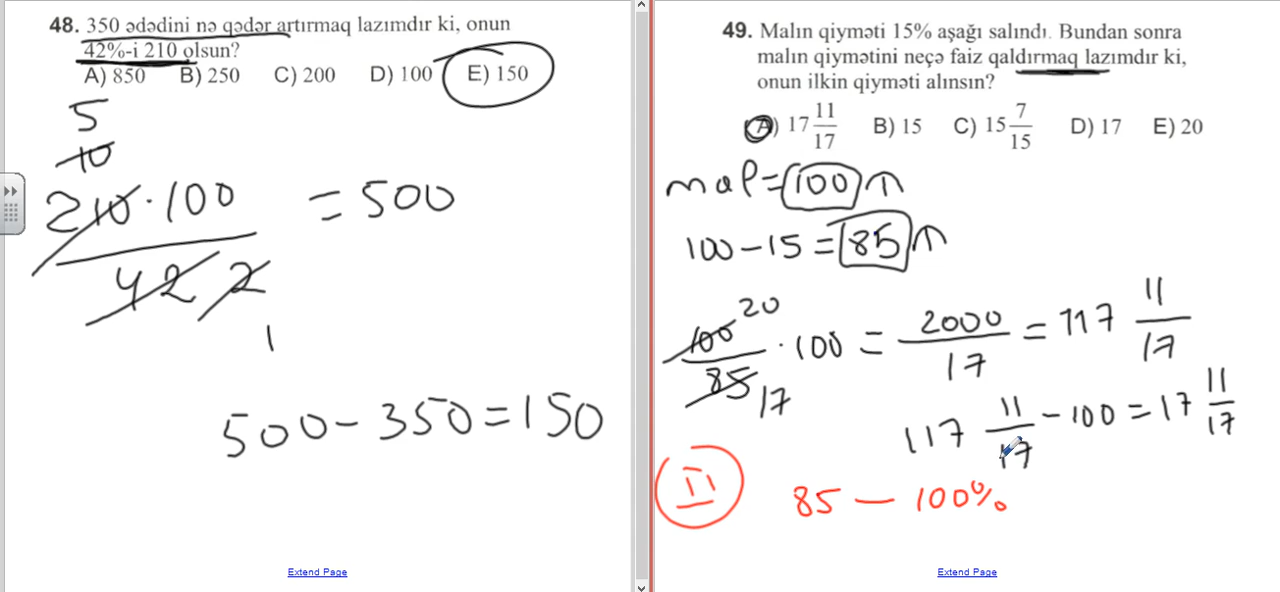 48. 350 ədədini nə qədər artırmaq lazımdır ki, onun
42%-i 210 olsun?
A) 850 B) 250 C) 200 D) 100 E) 150
5
10
210 · 100 = 500
42 2
1
500 - 350 = 150
Extend Page
49. Malın qiyməti 15% aşağı salındı. Bundan sonra
malın qiymətini neçə faiz qaldırmaq lazımdır ki,
onun ilkin qiyməti alınsın?
A) 17 11/17 B) 15 C) 15 7/15 D) 17 E) 20
mal = 100 m
100 - 15 = 85 m
100 20 / 85 17 · 100 = 2000/17 = 117 11/17
117 11/17 - 100 = 17 11/17
II 85 — 100%
Extend Page